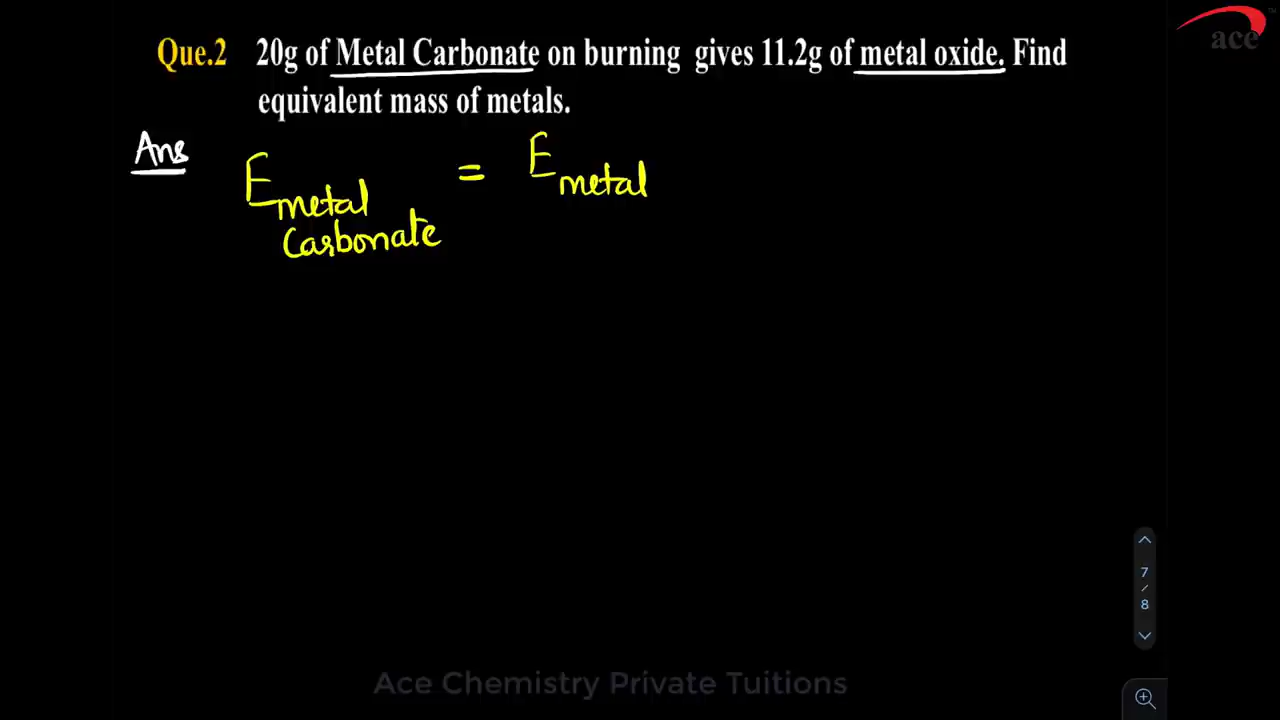 ace
Que.2 20g of Metal Carbonate on burning gives 11.2g of metal oxide. Find
equivalent mass of metals.
Ans
E metal carbonate = E metal
7
/
8
Ace Chemistry Private Tuitions